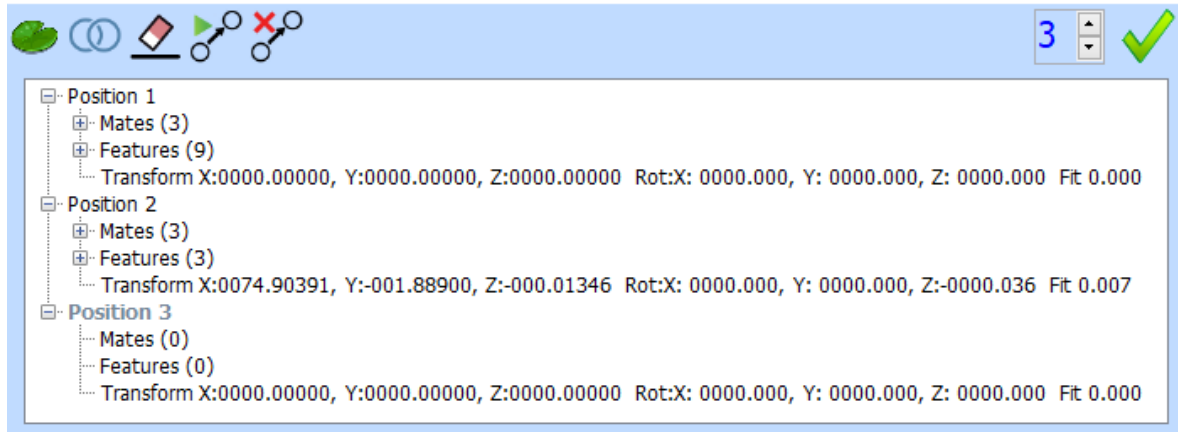 3
Position 1
Mates (3)
Features (9)
Transform X:0000.00000, Y:0000.00000, Z:0000.00000 Rot:X: 0000.000, Y: 0000.000, Z: 0000.000 Fit 0.000
Position 2
Mates (3)
Features (3)
Transform X:0074.90391, Y:-001.88900, Z:-000.01346 Rot:X: 0000.000, Y: 0000.000, Z:-0000.036 Fit 0.007
Position 3
Mates (0)
Features (0)
Transform X:0000.00000, Y:0000.00000, Z:0000.00000 Rot:X: 0000.000, Y: 0000.000, Z: 0000.000 Fit 0.000